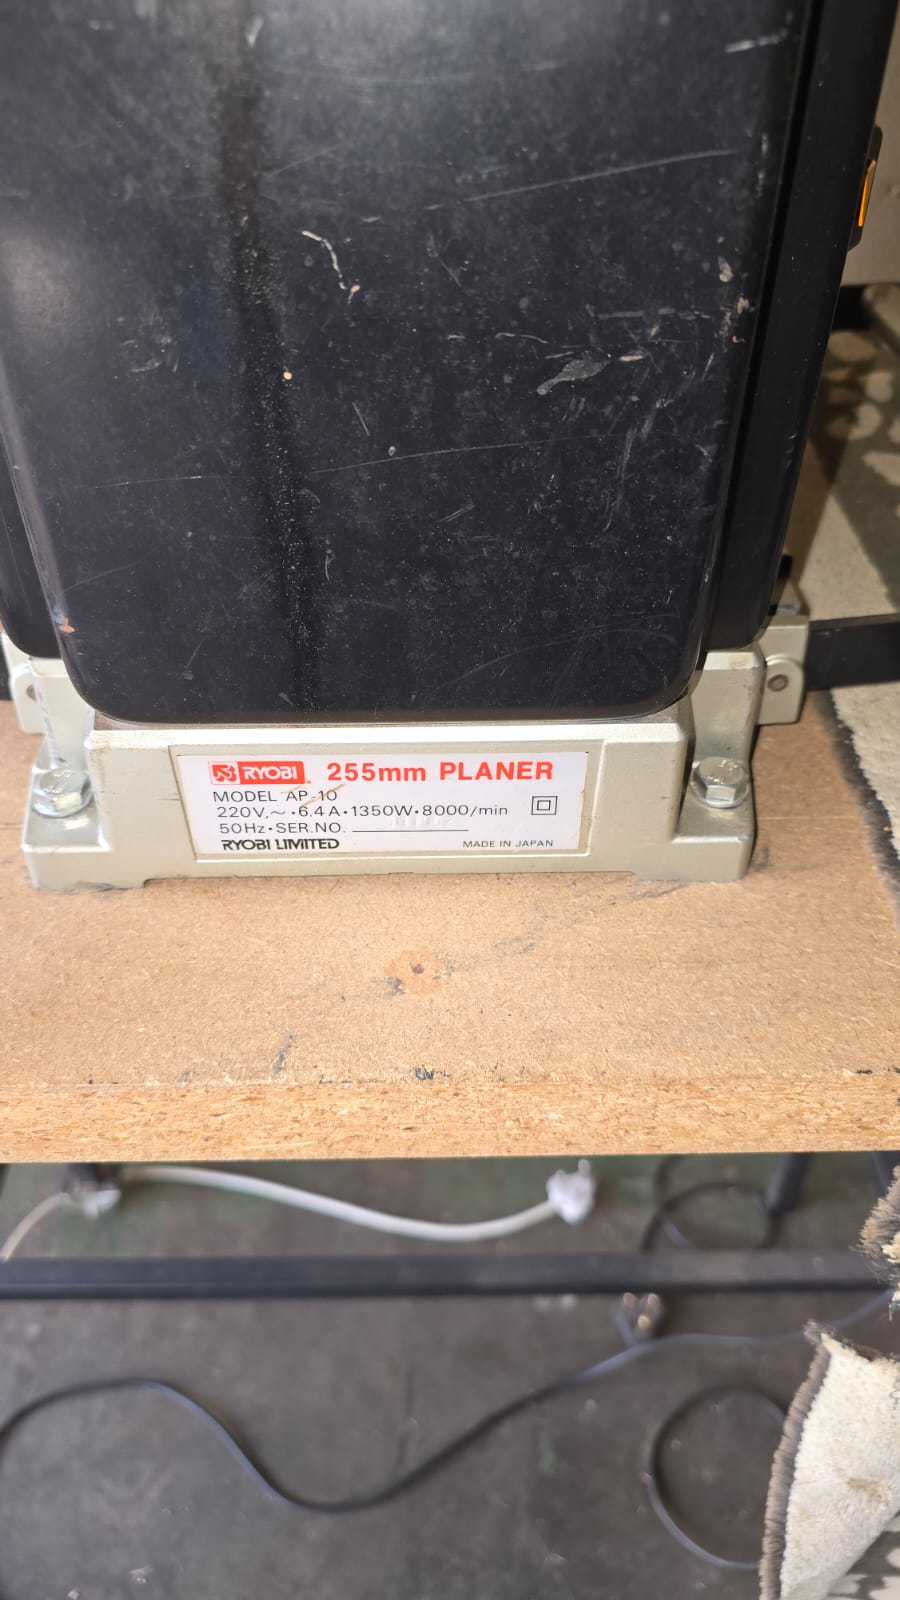 RYOBI. 255mm PLANER
MODEL AP-10
220V,~・6.4A・1350W・8000/min
50Hz・SER.NO.
RYOBI LIMITED MADE IN JAPAN